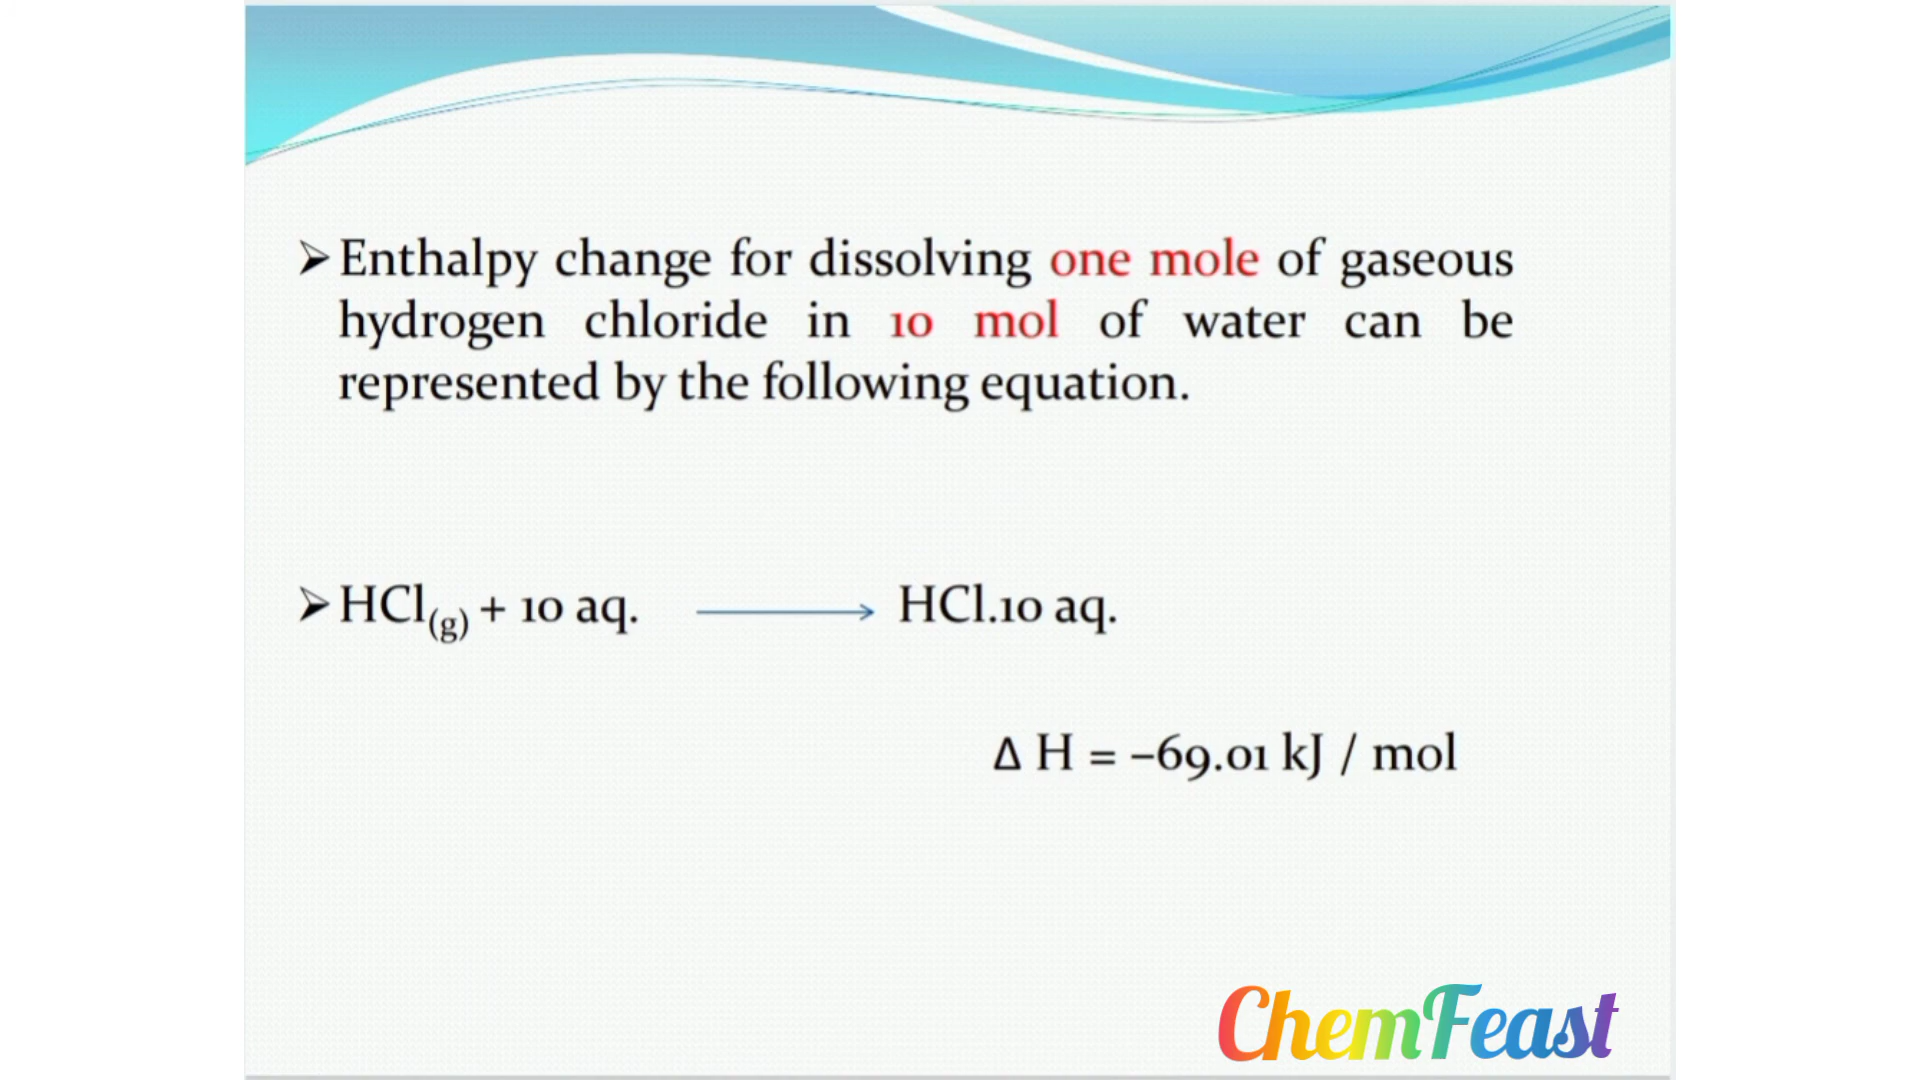 ➢Enthalpy change for dissolving one mole of gaseous
hydrogen chloride in 10 mol of water can be
represented by the following equation.
➢HCl(g) + 10 aq. ⟶ HCl.10 aq.
Δ H = –69.01 kJ / mol
ChemFeast